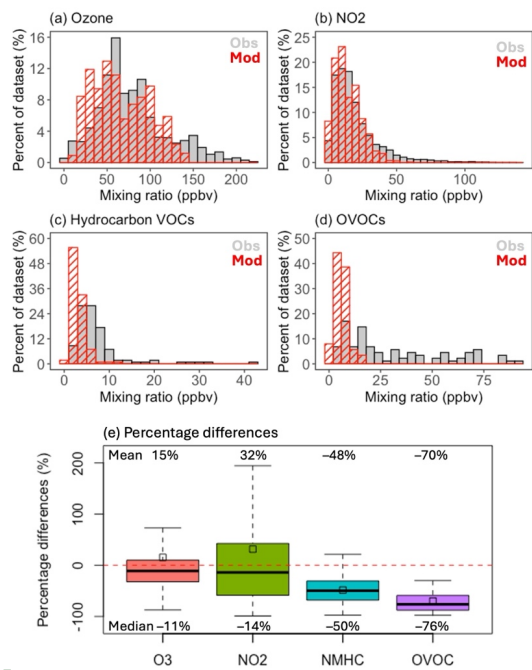 (a) Ozone
Percent of dataset (%)
16
12
8
4
0
Obs
Mod
0 50 100 150 200
Mixing ratio (ppbv)
(b) NO2
Percent of dataset (%)
25
20
15
10
5
0
Obs
Mod
0 50 100
Mixing ratio (ppbv)
(c) Hydrocarbon VOCs
Percent of dataset (%)
60
48
36
24
12
0
Obs
Mod
0 10 20 30 40
Mixing ratio (ppbv)
(d) OVOCs
Percent of dataset (%)
50
40
30
20
10
0
Obs
Mod
0 25 50 75
Mixing ratio (ppbv)
(e) Percentage differences
Percentage differences (%)
200
100
0
-100
Mean 15% 32% −48% −70%
Median −11% −14% −50% −76%
O3 NO2 NMHC OVOC